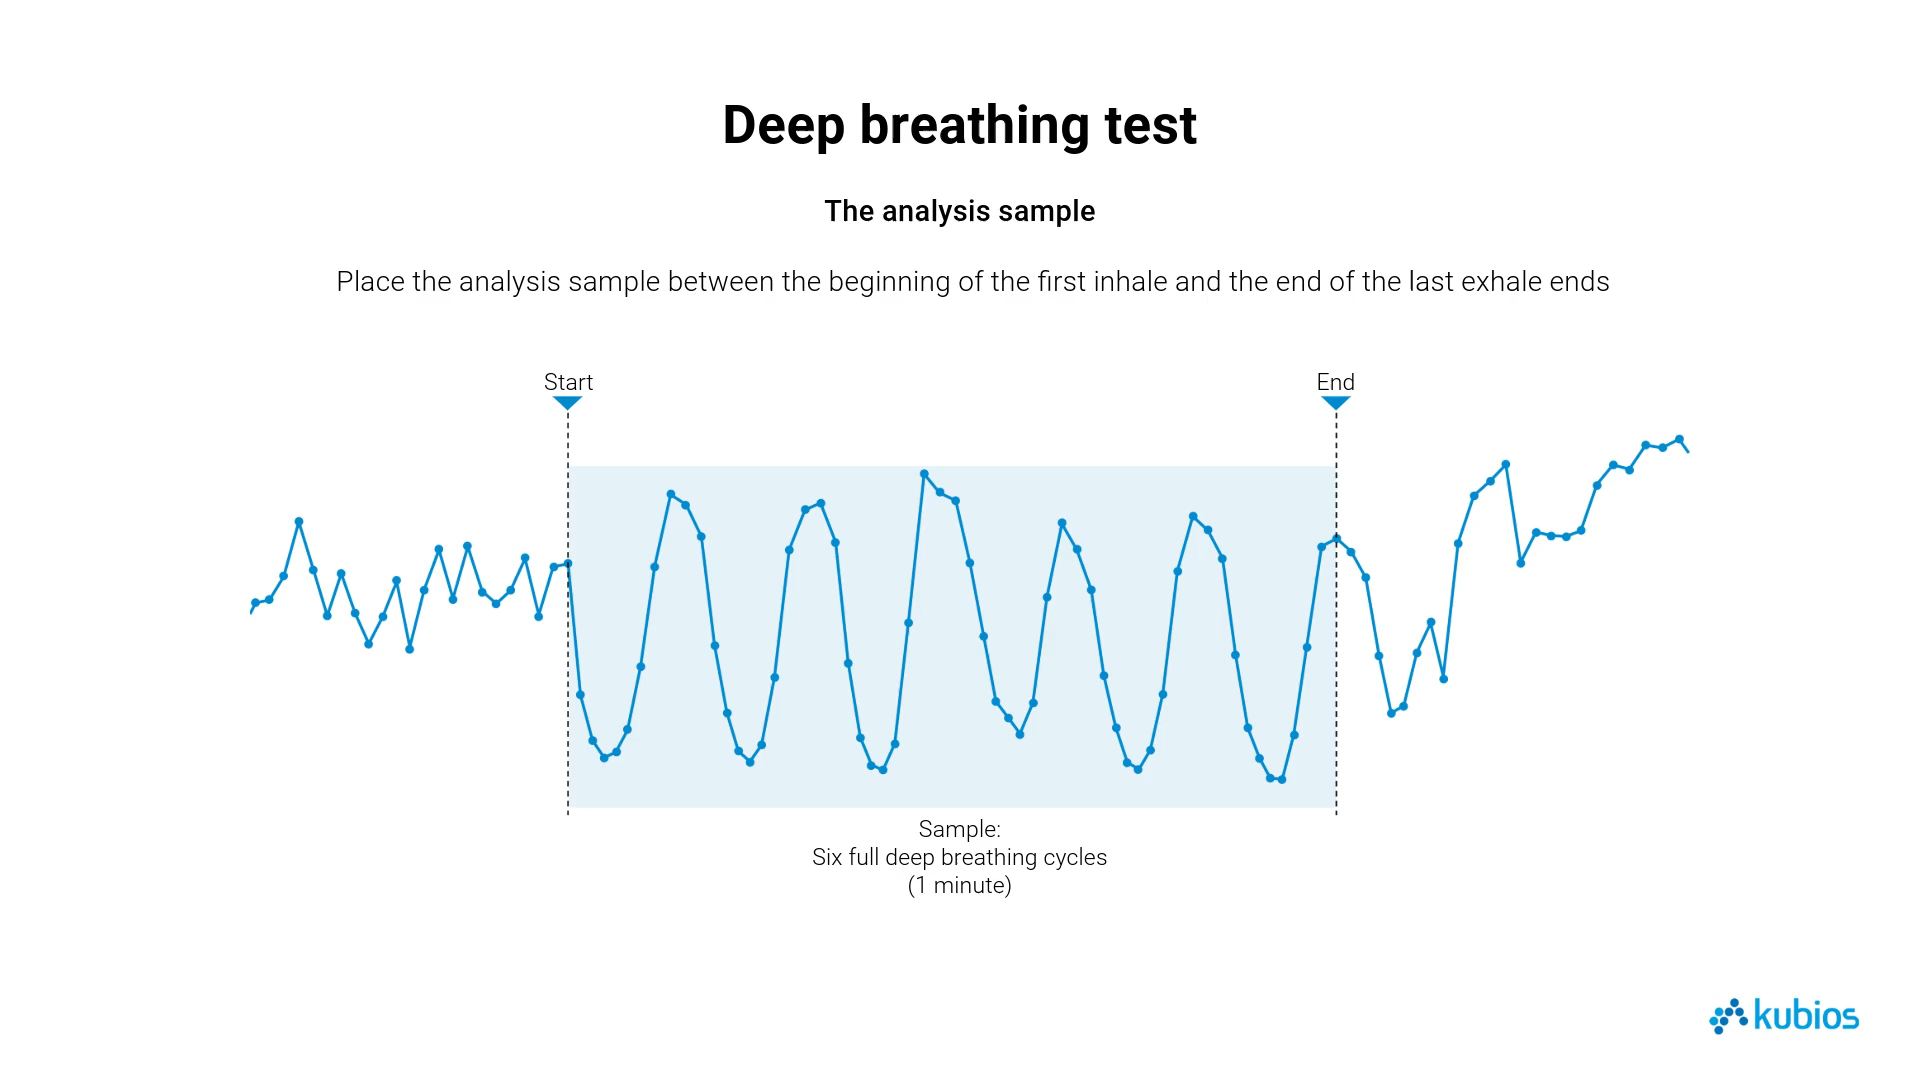 Deep breathing test
The analysis sample
Place the analysis sample between the beginning of the first inhale and the end of the last exhale ends
Start
End
Sample:
Six full deep breathing cycles
(1 minute)
kubios